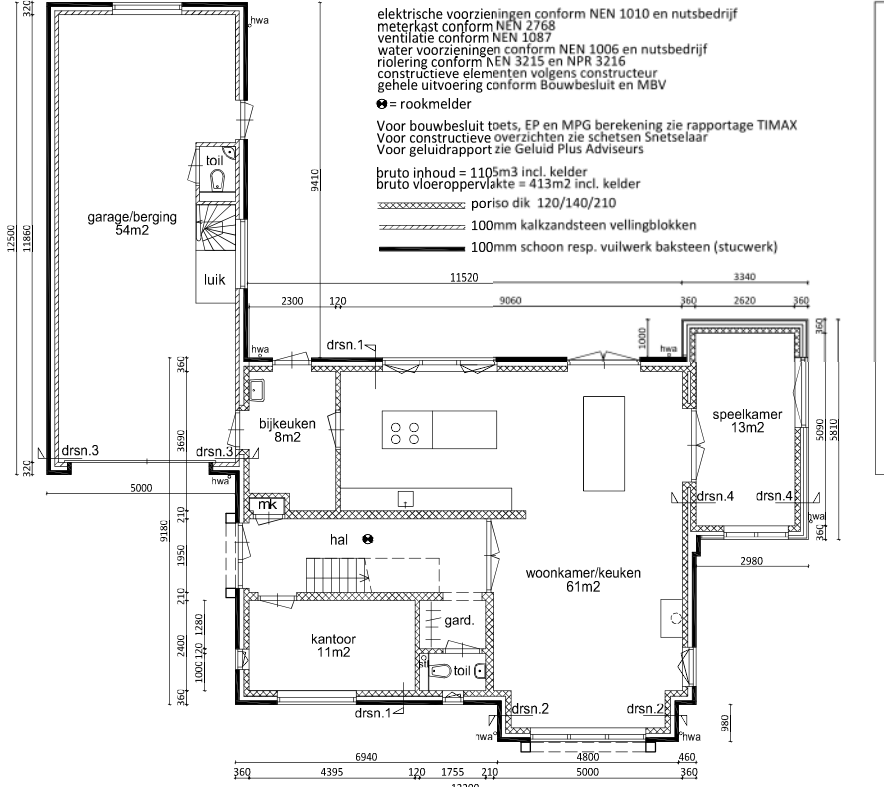 elektrische voorzieningen conform NEN 1010 en nutsbedrijf
meterkast conform NEN 2768
ventilatie conform NEN 1087
water voorzieningen conform NEN 1006 en nutsbedrijf
riolering conform NEN 3215 en NPR 3216
constructieve elementen volgens constructeur
gehele uitvoering conform Bouwbesluit en MBV
= rookmelder
Voor bouwbesluit toets, EP en MPG berekening zie rapportage TIMAX
Voor constructieve overzichten zie schetsen Snetselaar
Voor geluidrapport zie Geluid Plus Adviseurs
bruto inhoud = 1105m3 incl. kelder
bruto vloeroppervlakte = 413m2 incl. kelder
poriso dik 120/140/210
100mm kalkzandsteen vellingblokken
100mm schoon resp. vuilwerk baksteen (stucwerk)
320
hwa
9410
12500
11860
toil
garage/berging
54m2
luik
11520
3340
2300
120
9060
360
2620
360
1000
360
hwa
drsn.1
hwa
360
bijkeuken
8m2
speelkamer
13m2
3690
5090
5810
drsn.3
drsn.3
320
hwa
5000
mk
drsn.4
drsn.4
hwa
210
9180
hal
1950
360
2980
woonkamer/keuken
61m2
210
1280
gard.
kantoor
11m2
2400
120
toil
1000
360
drsn.1
drsn.2
drsn.2
980
hwa
hwa
6940
4800
460
360
4395
120
1755
210
5000
360